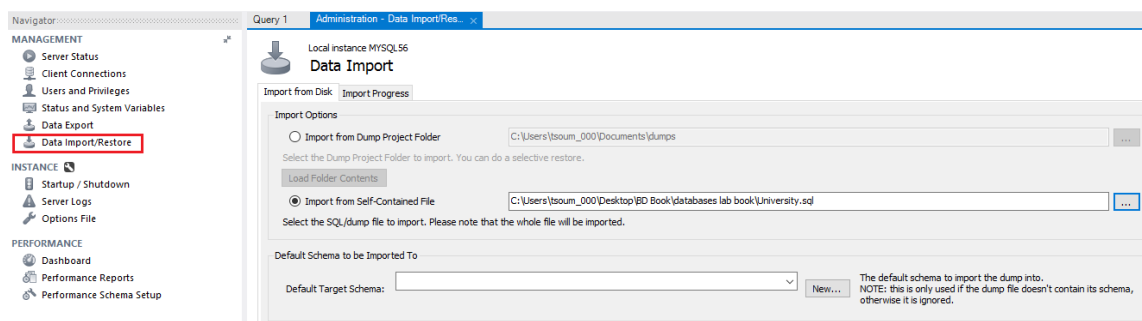 Navigator
MANAGEMENT
Server Status
Client Connections
Users and Privileges
Status and System Variables
Data Export
Data Import/Restore
INSTANCE
Startup / Shutdown
Server Logs
Options File
PERFORMANCE
Dashboard
Performance Reports
Performance Schema Setup
Query 1 Administration - Data Import/Res...
Local instance MYSQL56
Data Import
Import from Disk Import Progress
Import Options
Import from Dump Project Folder C:\Users\tsoum_000\Documents\dumps ...
Select the Dump Project Folder to import. You can do a selective restore.
Load Folder Contents
Import from Self-Contained File C:\Users\tsoum_000\Desktop\BD Book\databases lab book\University.sql ...
Select the SQL/dump file to import. Please note that the whole file will be imported.
Default Schema to be Imported To
Default Target Schema: New...
The default schema to import the dump into.
NOTE: this is only used if the dump file doesn't contain its schema,
otherwise it is ignored.